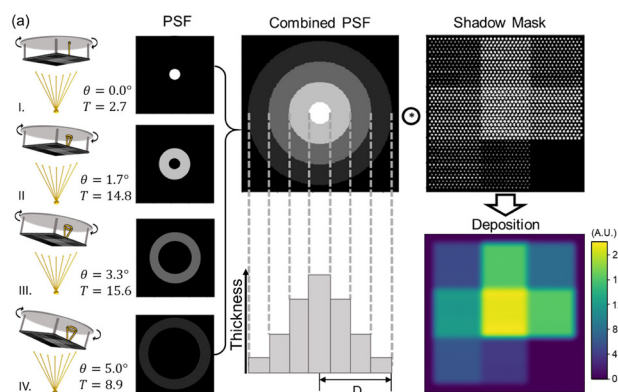 (a)
PSF
Combined PSF
Shadow Mask
I.
θ = 0.0°
T = 2.7
II
θ = 1.7°
T = 14.8
III.
θ = 3.3°
T = 15.6
IV.
θ = 5.0°
T = 8.9
Thickness
D
Deposition
(A.U.)
2
2
1
1
8
4
0